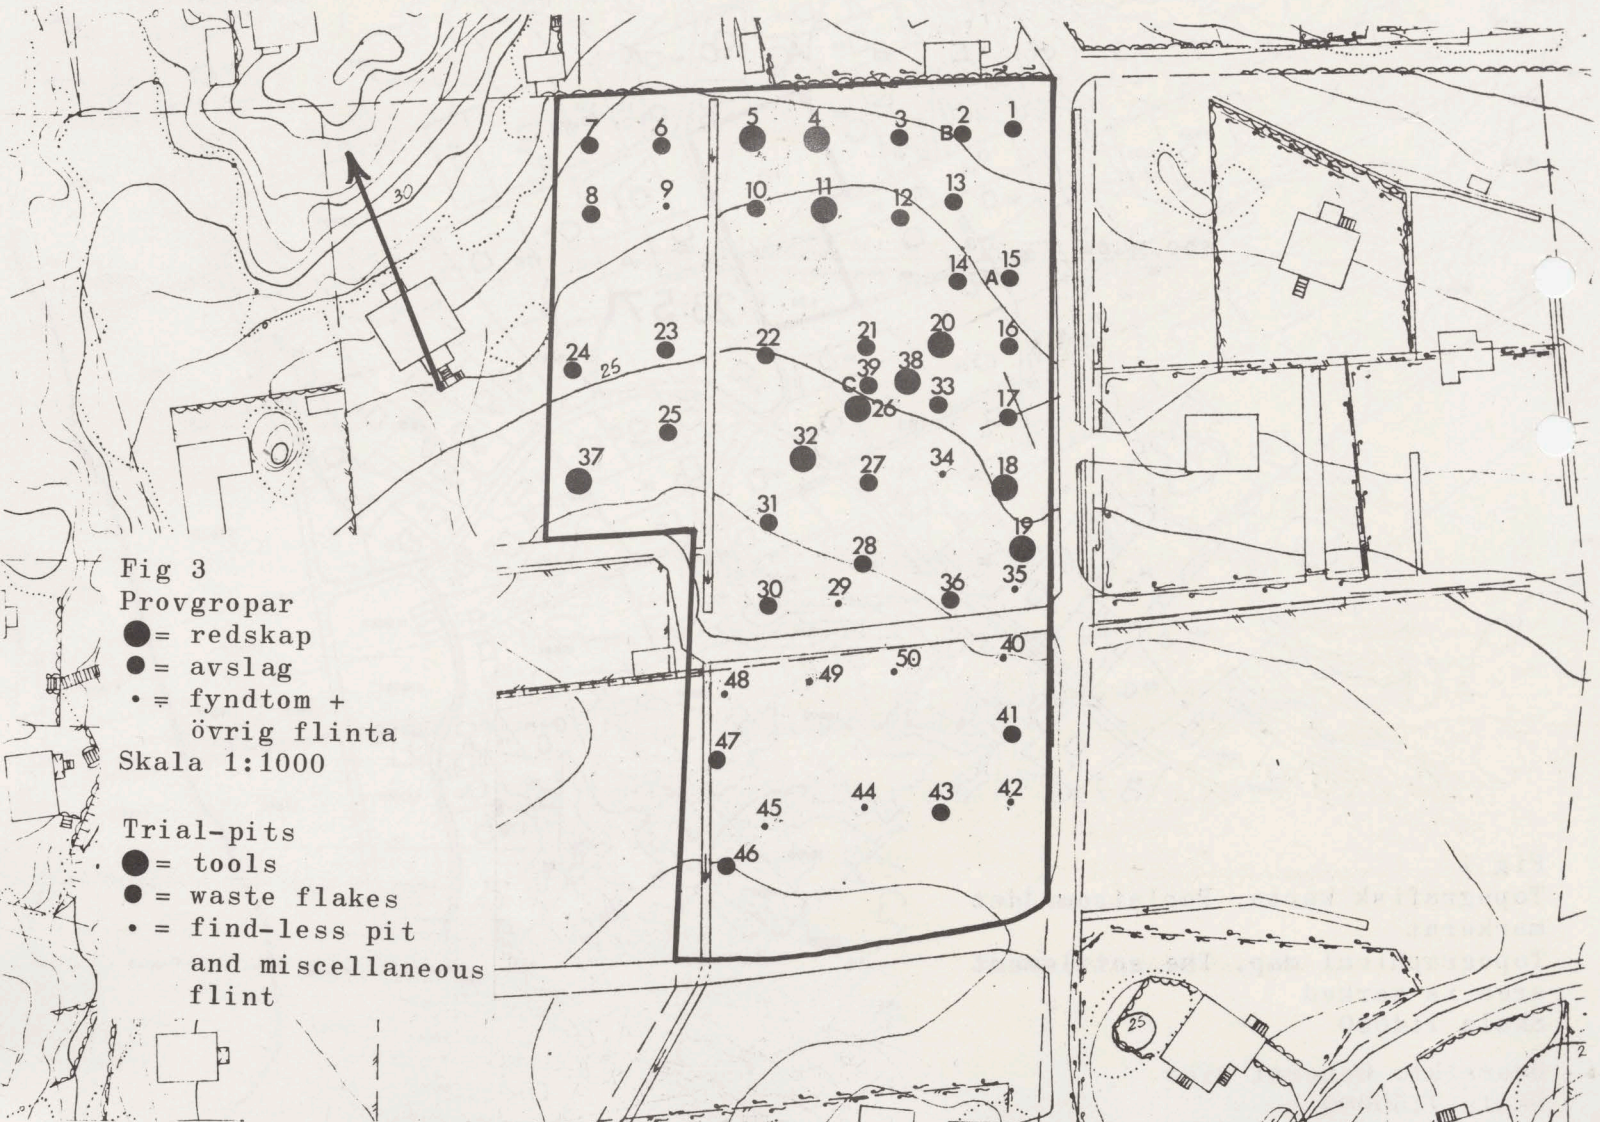 5 4 3 B 2 1
7 6
8 9 10 11 12 13
30
14 A 15
24 23 22 21 20 16
25
39 38
C 26 33 17
25
37 32 27 34 18
31 19
28
30 29 36 35
Fig 3
Provgropar
= redskap
= avslag
• = fyndtom +
övrig flinta
Skala 1:1000
40
50
48 49
41
47
42
45 44 43
46
Trial-pits
= tools
= waste flakes
• = find-less pit
and miscellaneous
flint
25
2